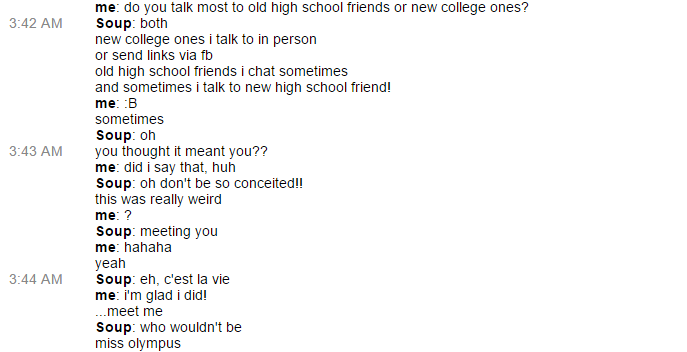 me: do you talk most to old high school friends or new college ones?
3:42 AM Soup: both
new college ones i talk to in person
or send links via fb
old high school friends i chat sometimes
and sometimes i talk to new high school friend!
me: :B
sometimes
Soup: oh
3:43 AM you thought it meant you??
me: did i say that, huh
Soup: oh don't be so conceited!!
this was really weird
me: ?
Soup: meeting you
me: hahaha
yeah
3:44 AM Soup: eh, c'est la vie
me: i'm glad i did!
...meet me
Soup: who wouldn't be
miss olympus